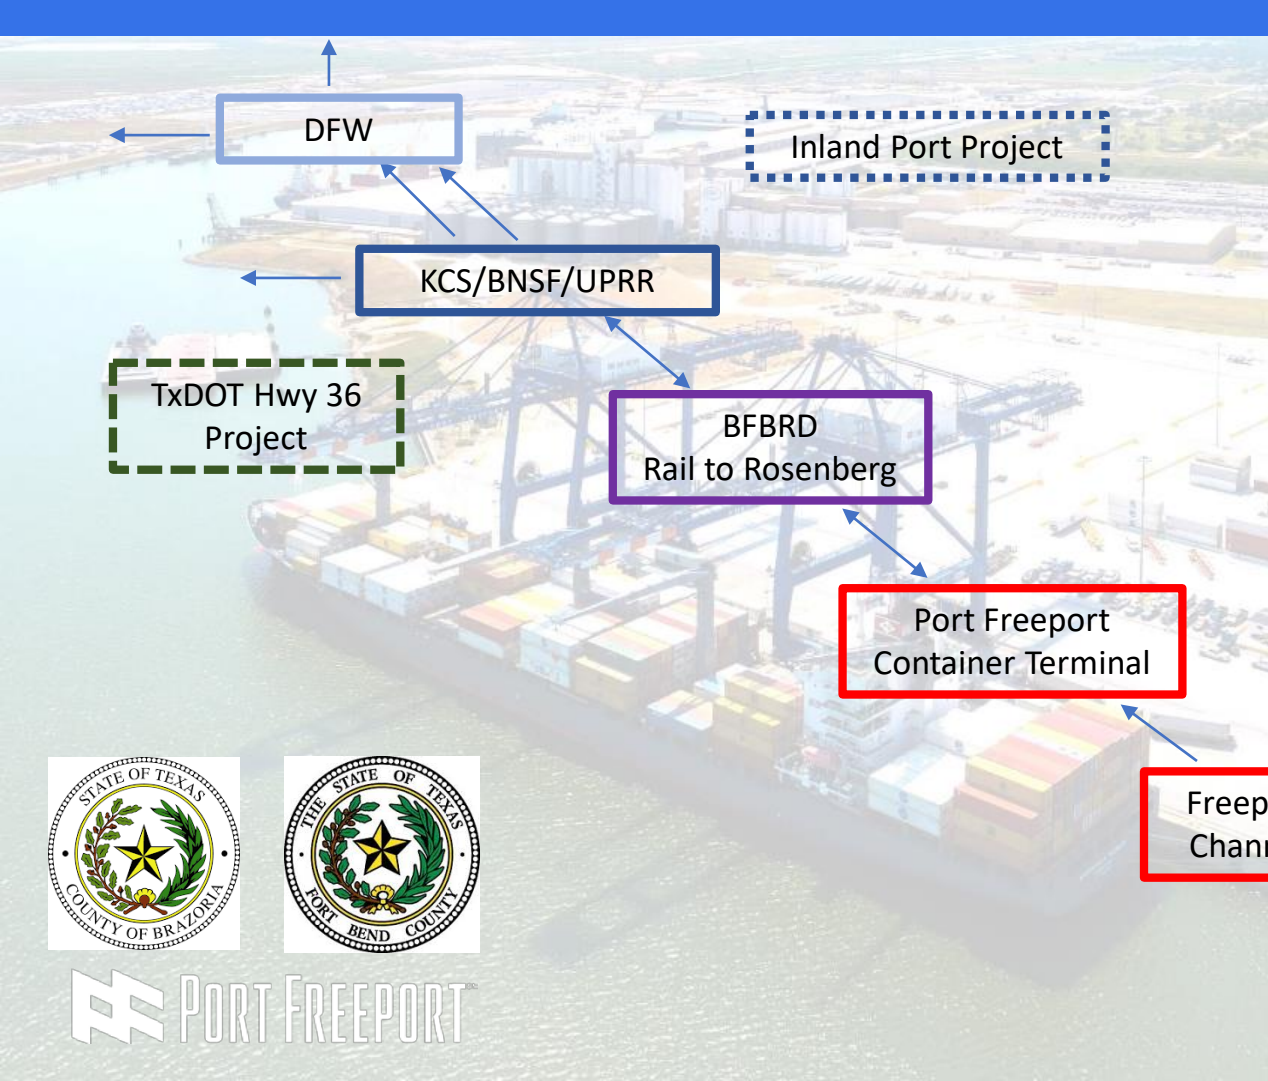 DFW
Inland Port Project
KCS/BNSF/UPRR
TxDOT Hwy 36
Project
BFBRD
Rail to Rosenberg
Port Freeport
Container Terminal
STATE OF TEXAS
COUNTY OF BRAZORIA
THE STATE OF TEXAS
FORT BEND COUNTY
PORT FREEPORT